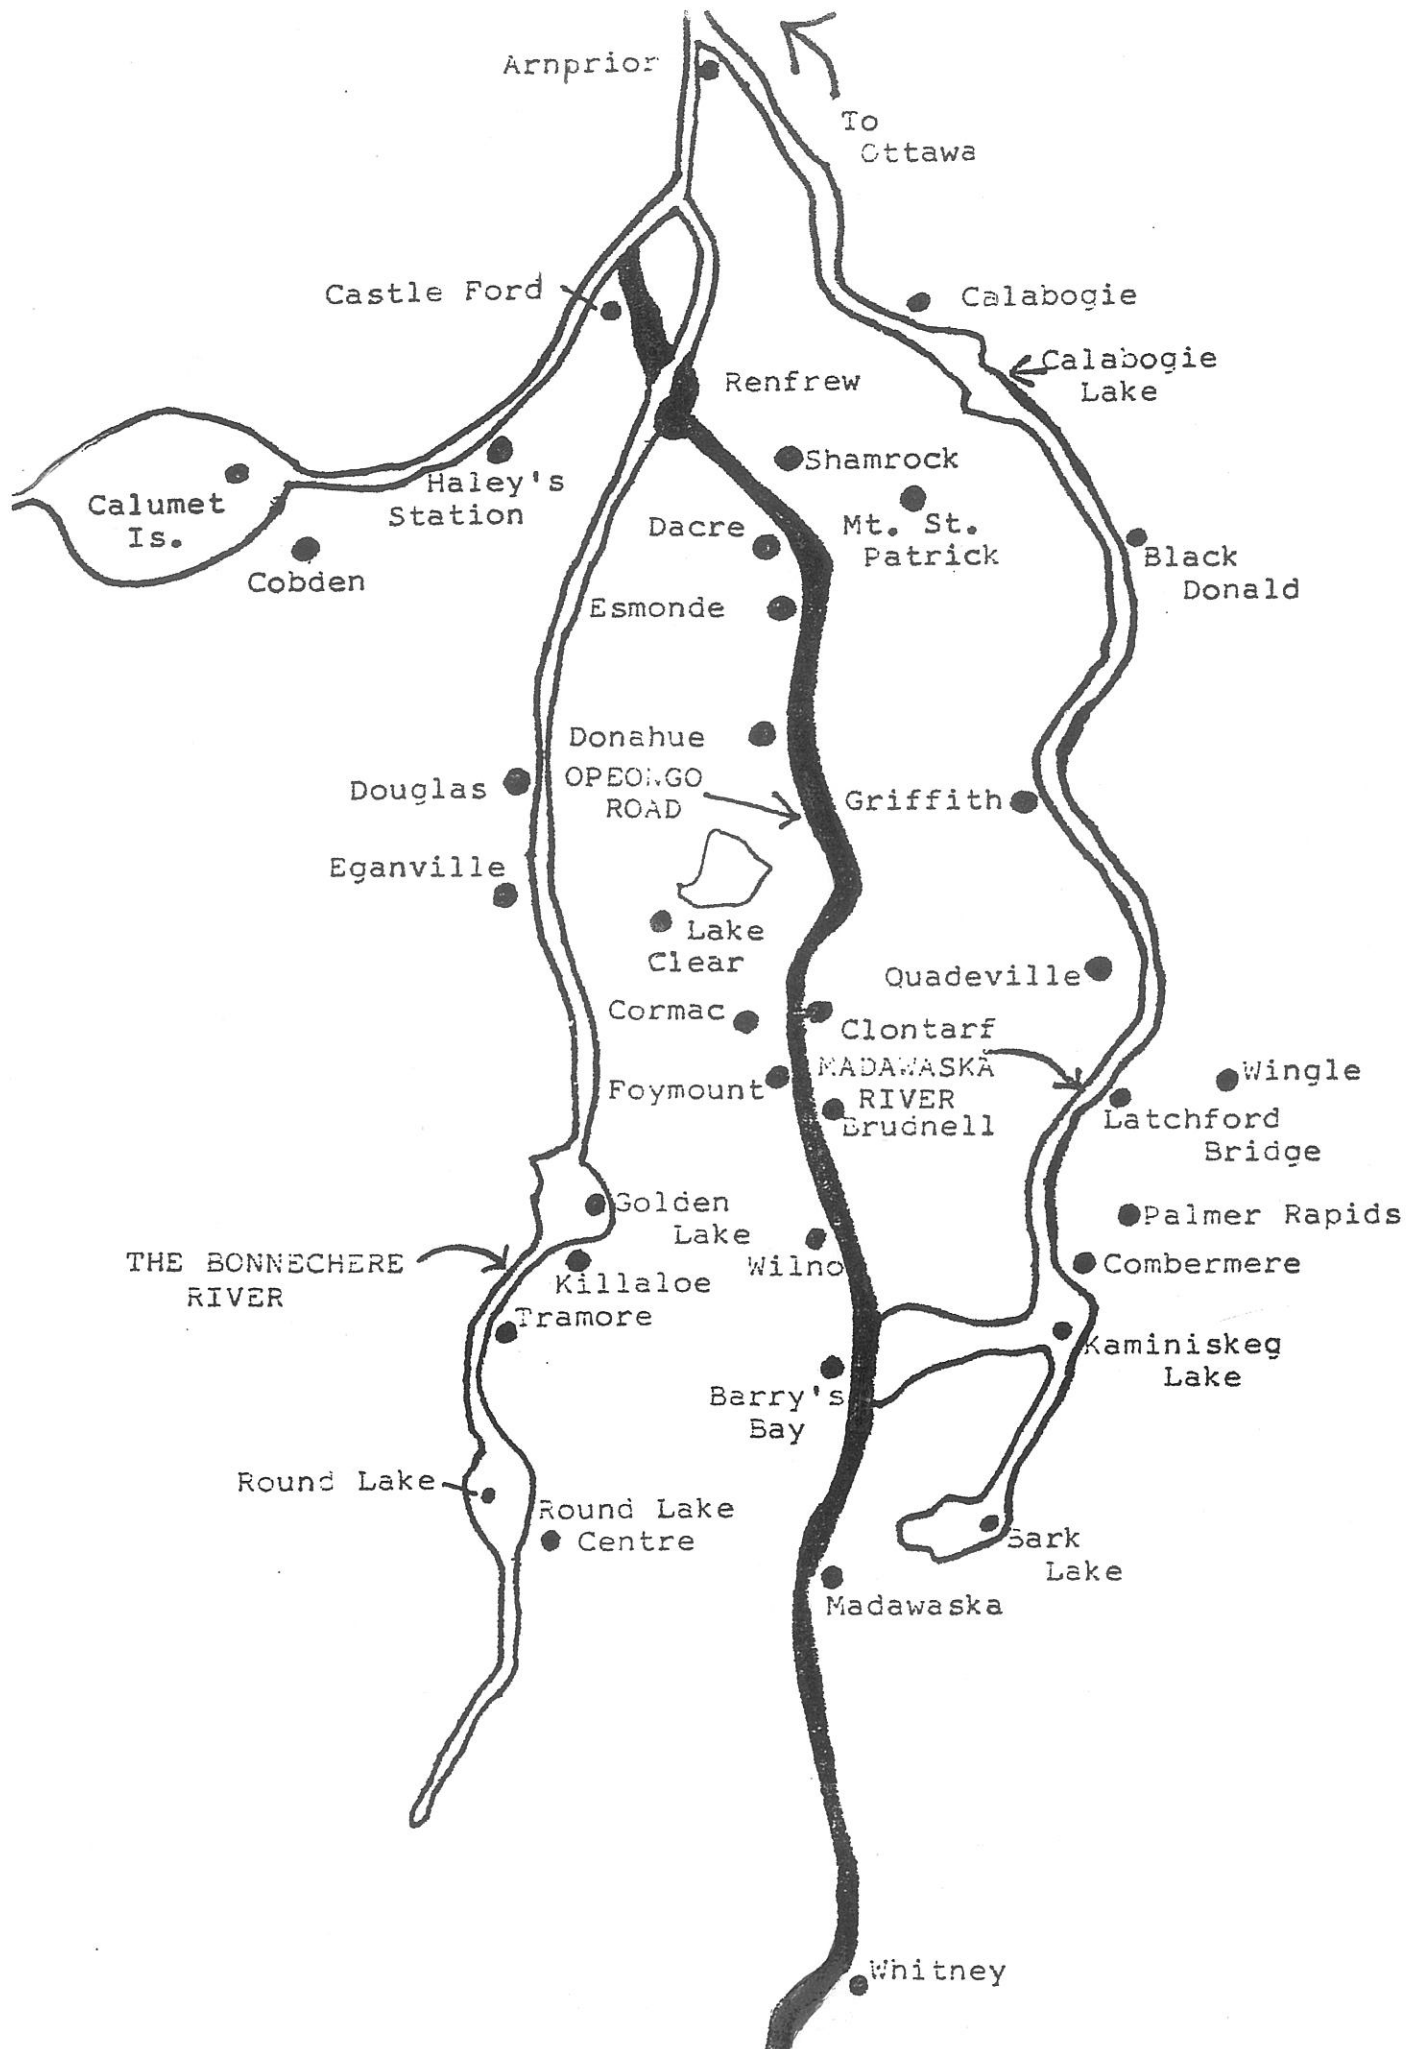 Arnprior
To
Ottawa
Castle Ford
Calabogie
Calabogie
Lake
Renfrew
Shamrock
Haley's
Station
Calumet
Is.
Mt. St.
Patrick
Dacre
Cobden
Black
Donald
Esmonde
Donahue
OPEONGO
ROAD
Douglas
Griffith
Eganville
Lake
Clear
Quadeville
Cormac
Clontarf
MADAWASKA
RIVER
Wingle
Foymount
Brudnell
Latchford
Bridge
Golden
Lake
Palmer Rapids
THE BONNECHERE
RIVER
Wilno
Combermere
Killaloe
Tramore
Kaminiskeg
Lake
Barry's
Bay
Round Lake
Round Lake
Centre
Bark
Lake
Madawaska
Whitney